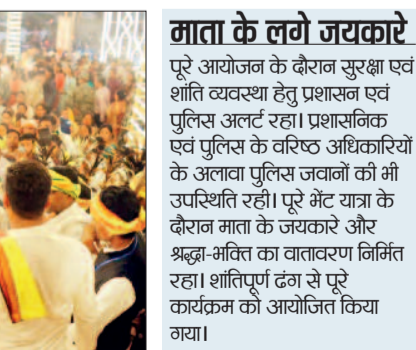 माता के लगे जयकारे
पूरे आयोजन के दौरान सुरक्षा एवं
शांति व्यवस्था हेतु प्रशासन एवं
पुलिस अलर्ट रहा। प्रशासनिक
एवं पुलिस के वरिष्ठ अधिकारियों
के अलावा पुलिस जवानों की भी
उपस्थिति रही। पूरे भेंट यात्रा के
दौरान माता के जयकारे और
श्रद्धा-भक्ति का वातावरण निर्मित
रहा। शांतिपूर्ण ढंग से पूरे
कार्यक्रम को आयोजित किया
गया।